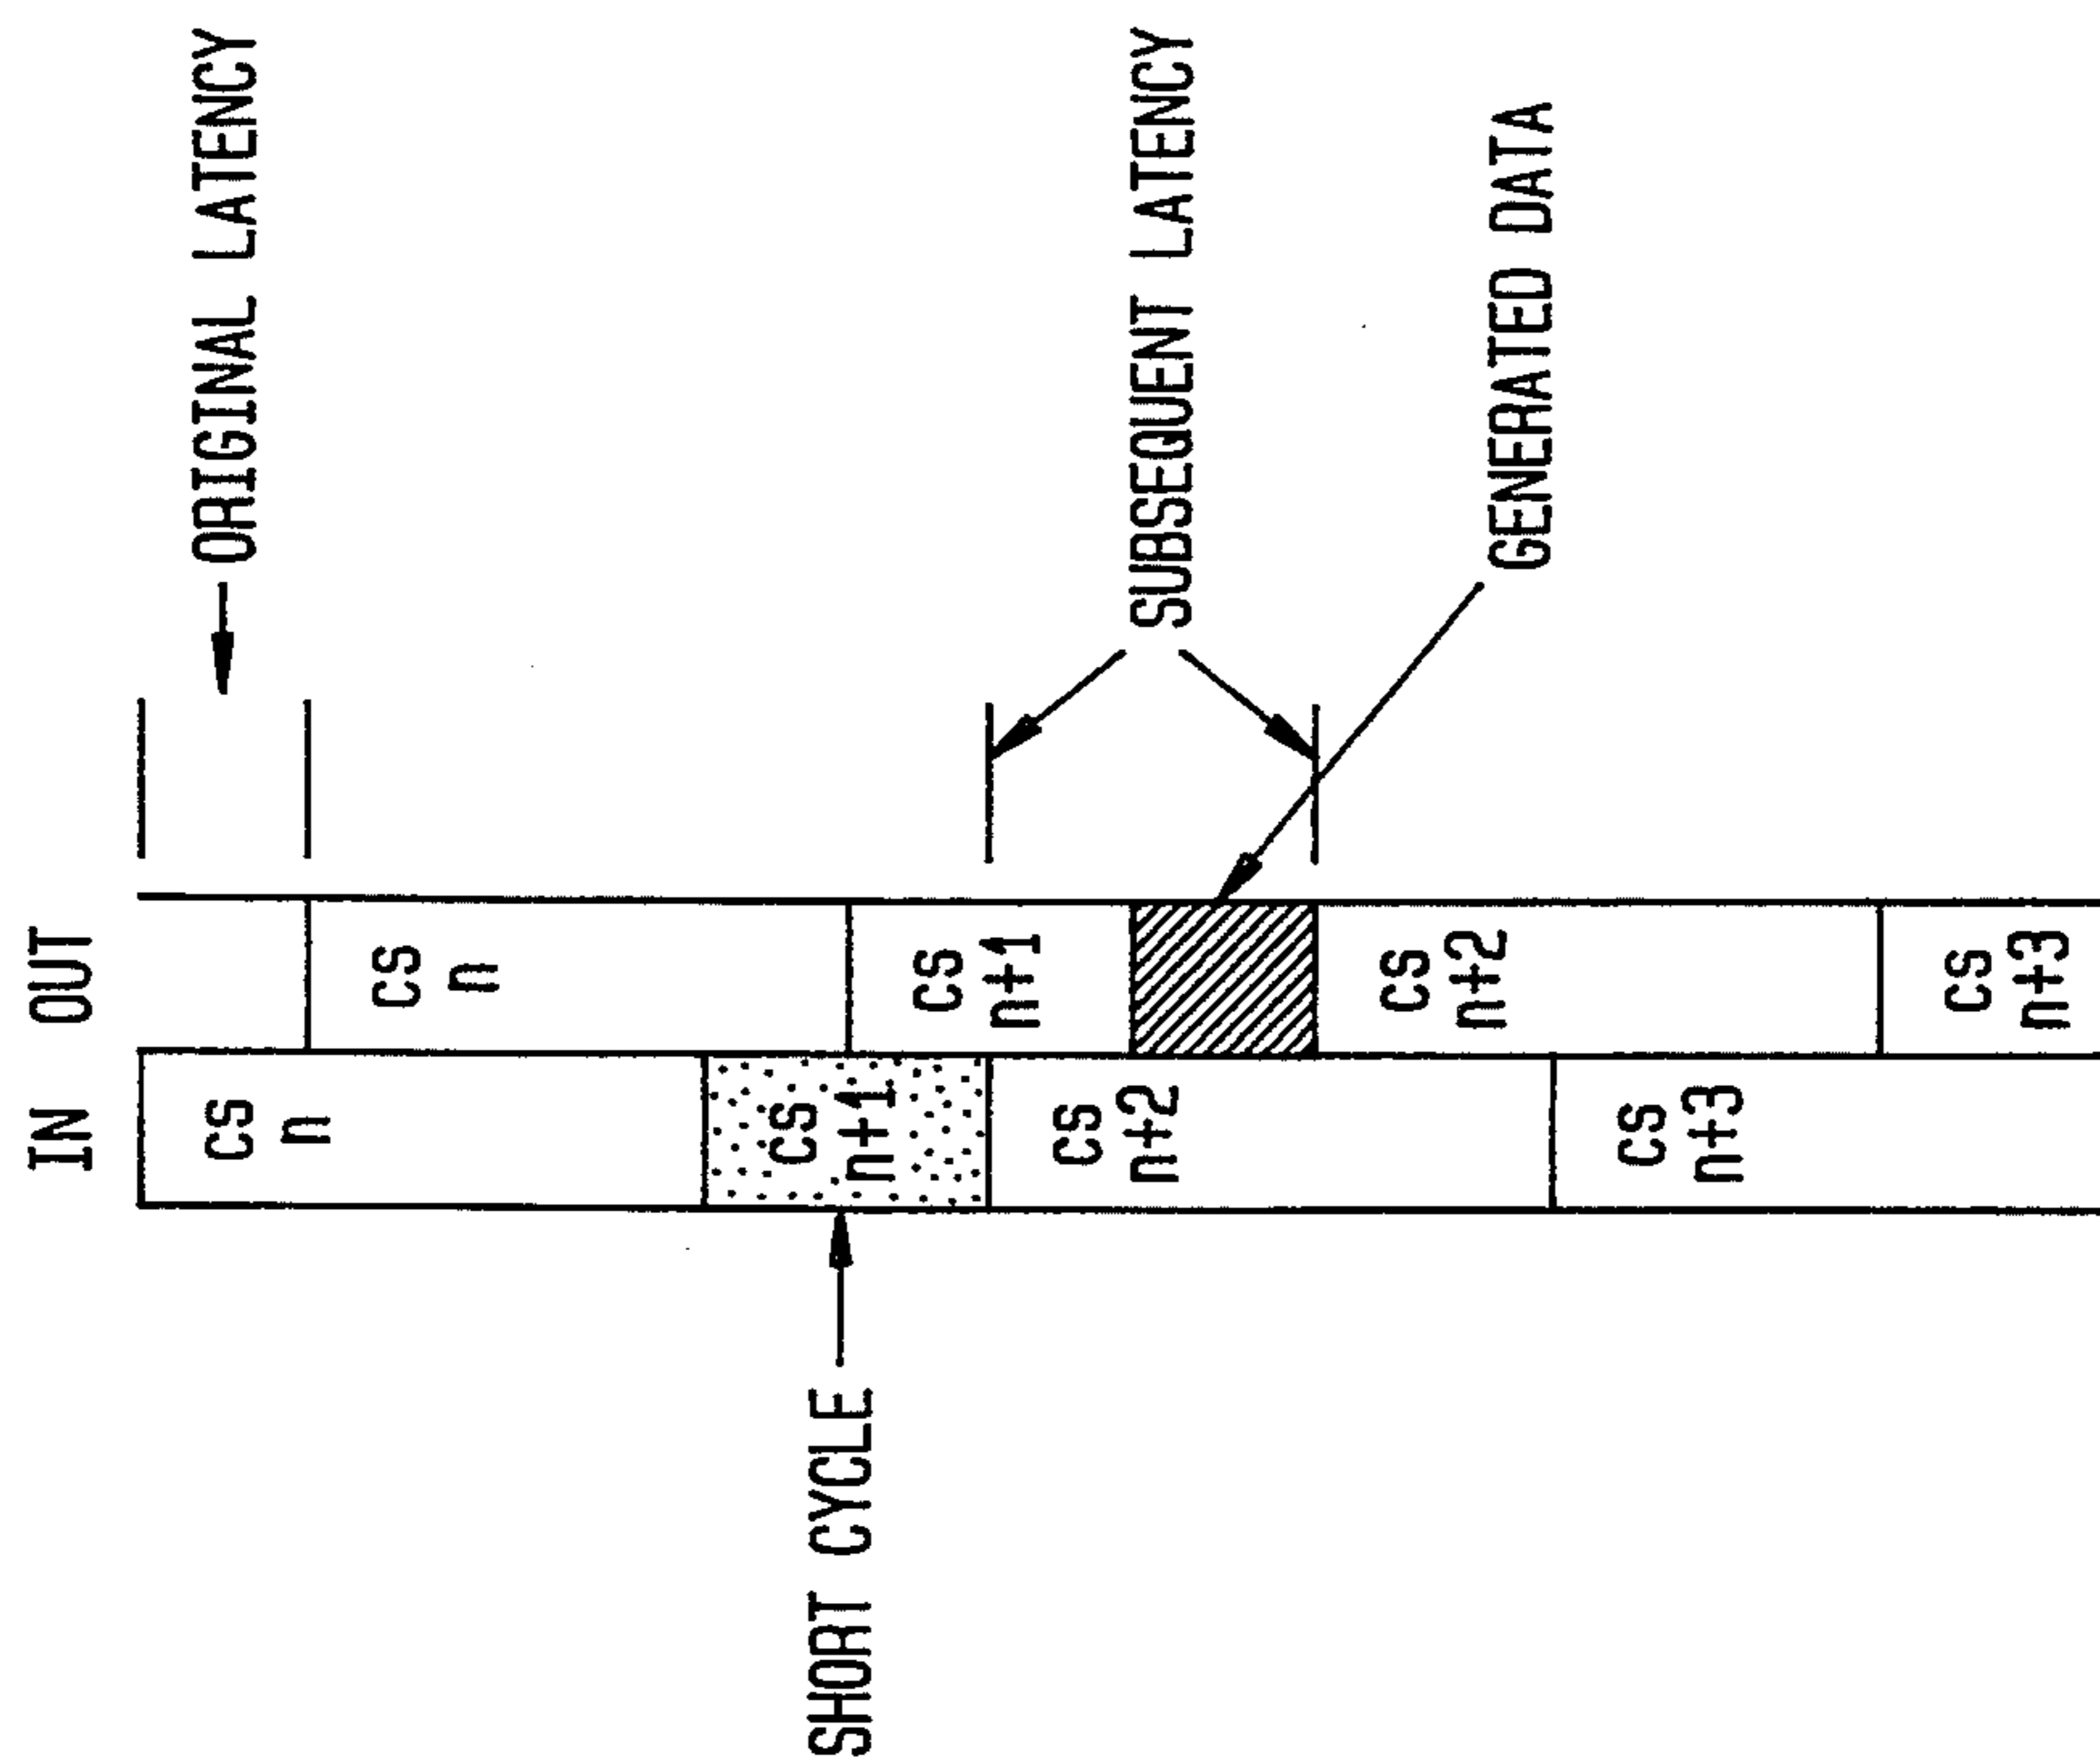 ORIGINAL LATENCY
SUBSEQUENT LATENCY
GENERATED DATA
OUT
cs
n
cs
n+1
cs
n+2
cs
n+3
IN
cs
n
cs
n+1
cs
n+2
cs
n+3
SHORT CYCLE